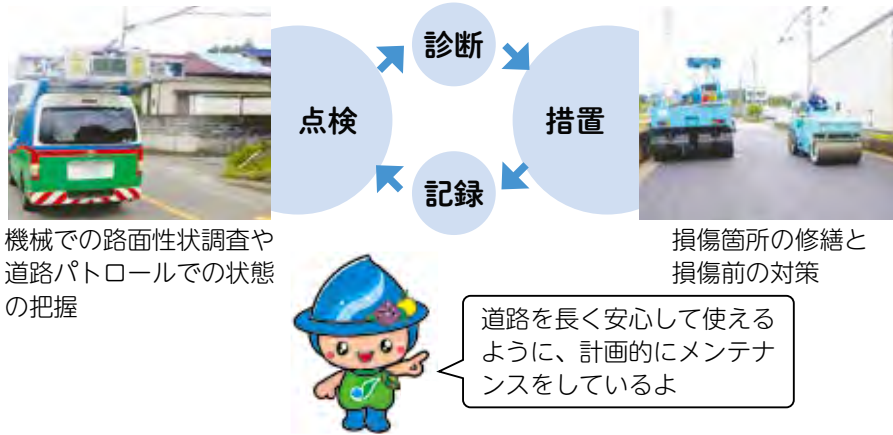 診断
点検
措置
記録
機械での路面性状調査や
道路パトロールでの状態
の把握
損傷箇所の修繕と
損傷前の対策
道路を長く安心して使える
ように、計画的にメンテナ
ンスをしているよ